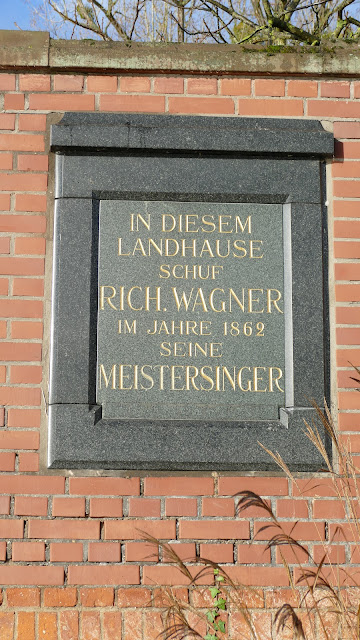 IN DIESEM
LANDHAUSE
SCHUF
RICH. WAGNER
IM JAHRE 1862
SEINE
MEISTERSINGER